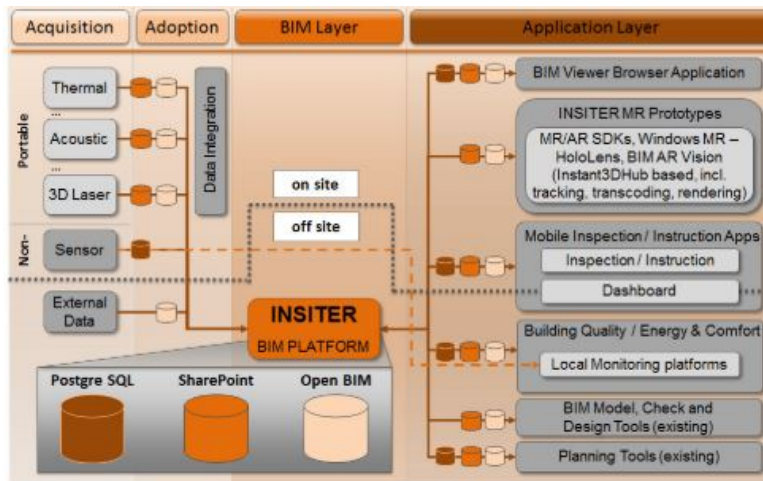 Acquisition
Adoption
BIM Layer
Application Layer
Portable
Non-
Thermal
...
Acoustic
...
3D Laser
Sensor
External
Data
Data Integration
on site
off site
INSITER
BIM PLATFORM
Postgre SQL
SharePoint
Open BIM
BIM Viewer Browser Application
INSITER MR Prototypes
MR/AR SDKs, Windows MR –
HoloLens, BIM AR Vision
(Instant3DHub based, incl.
tracking, transcoding, rendering)
Mobile Inspection / Instruction Apps
Inspection / Instruction
Dashboard
Building Quality / Energy & Comfort
Local Monitoring platforms
BIM Model, Check and
Design Tools (existing)
Planning Tools (existing)